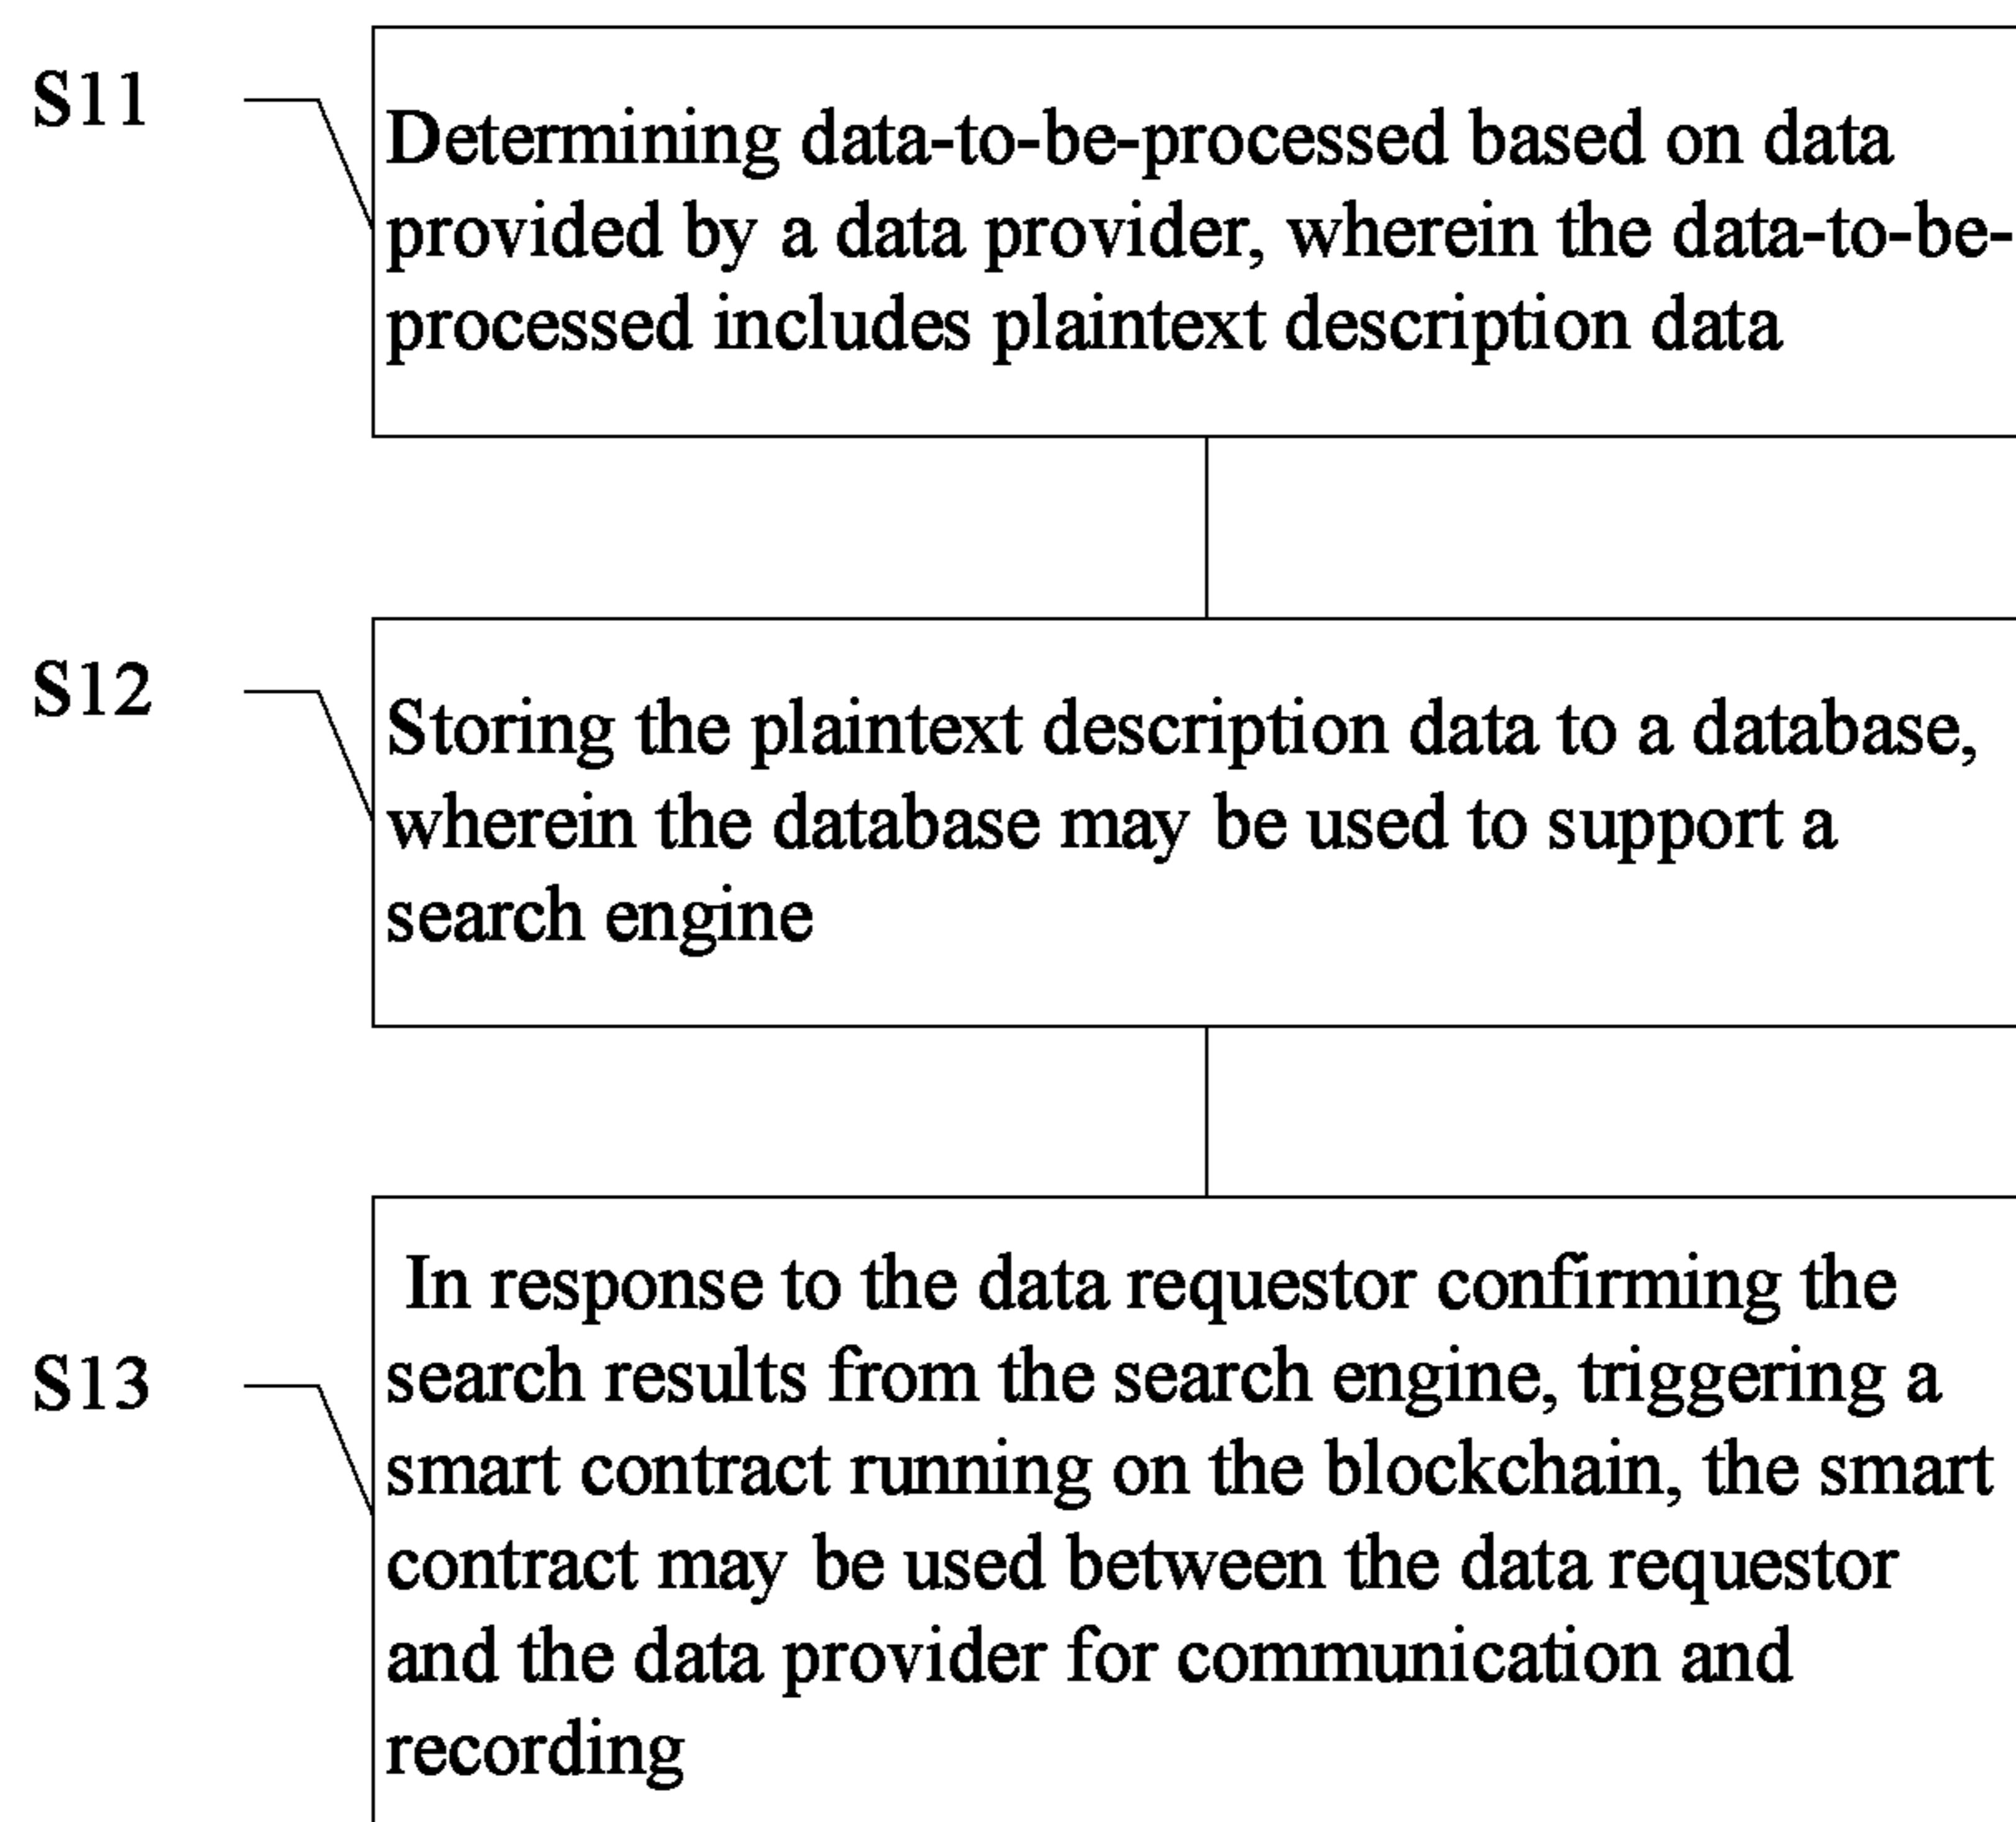 S11
Determining data-to-be-processed based on data
provided by a data provider, wherein the data-to-be-
processed includes plaintext description data
S12
Storing the plaintext description data to a database,
wherein the database may be used to support a
search engine
S13
In response to the data requestor confirming the
search results from the search engine, triggering a
smart contract running on the blockchain, the smart
contract may be used between the data requestor
and the data provider for communication and
recording